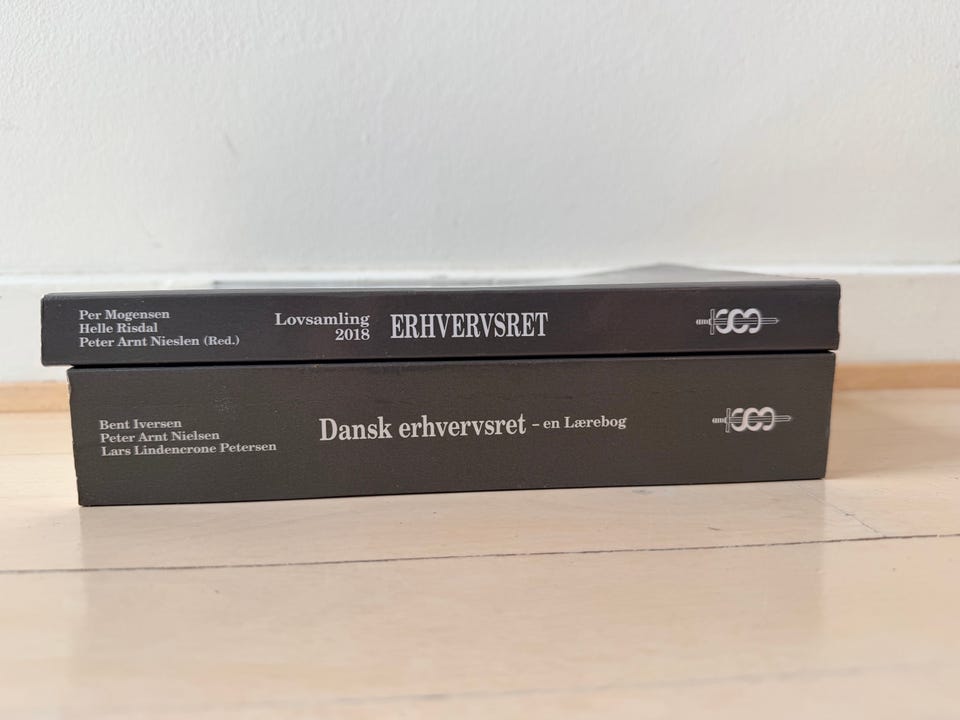 Per Mogensen
Helle Risdal
Peter Arnt Nieslen (Red.)
Lovsamling
2018
ERHVERVSRET
Bent Iversen
Peter Arnt Nielsen
Lars Lindencrone Petersen
Dansk erhvervsret – en Lærebog